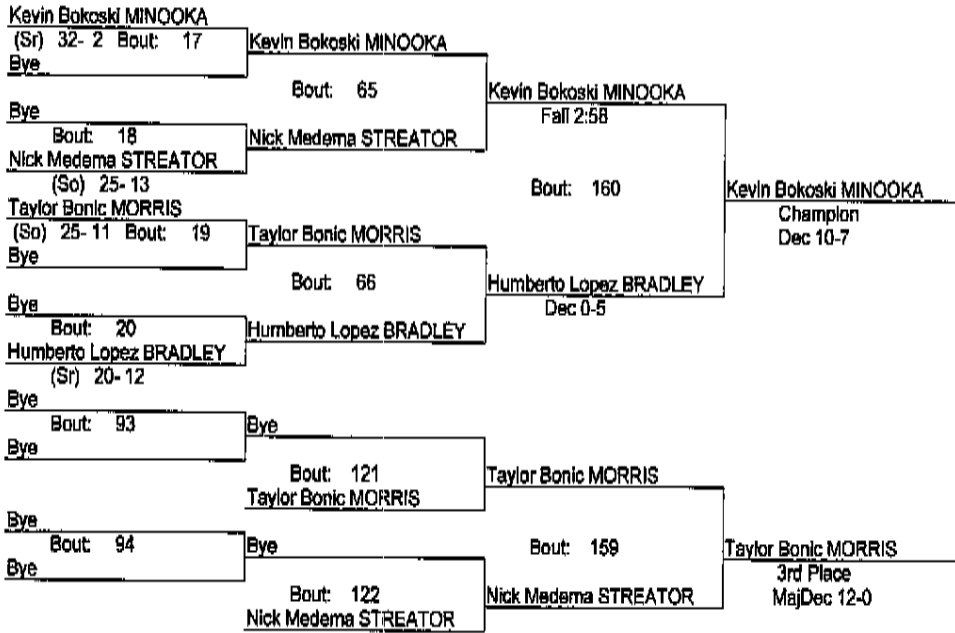 Kevin Bokoski MINOOKA
(Sr) 32- 2 Bout: 17
Bye
Kevin Bokoski MINOOKA
Bout: 65
Bye
Bout: 18
Nick Medema STREATOR
(So) 25- 13
Nick Medema STREATOR
Kevin Bokoski MINOOKA
Fall 2:58
Bout: 160
Taylor Bonic MORRIS
(So) 25- 11 Bout: 19
Bye
Taylor Bonic MORRIS
Bout: 66
Bye
Bout: 20
Humberto Lopez BRADLEY
(Sr) 20- 12
Humberto Lopez BRADLEY
Humberto Lopez BRADLEY
Dec 0-5
Kevin Bokoski MINOOKA
Champion
Dec 10-7
Bye
Bout: 93
Bye
Bye
Bout: 121
Taylor Bonic MORRIS
Taylor Bonic MORRIS
Bye
Bout: 94
Bye
Bye
Bout: 122
Nick Medema STREATOR
Bout: 159
Nick Medema STREATOR
Taylor Bonic MORRIS
3rd Place
MajDec 12-0